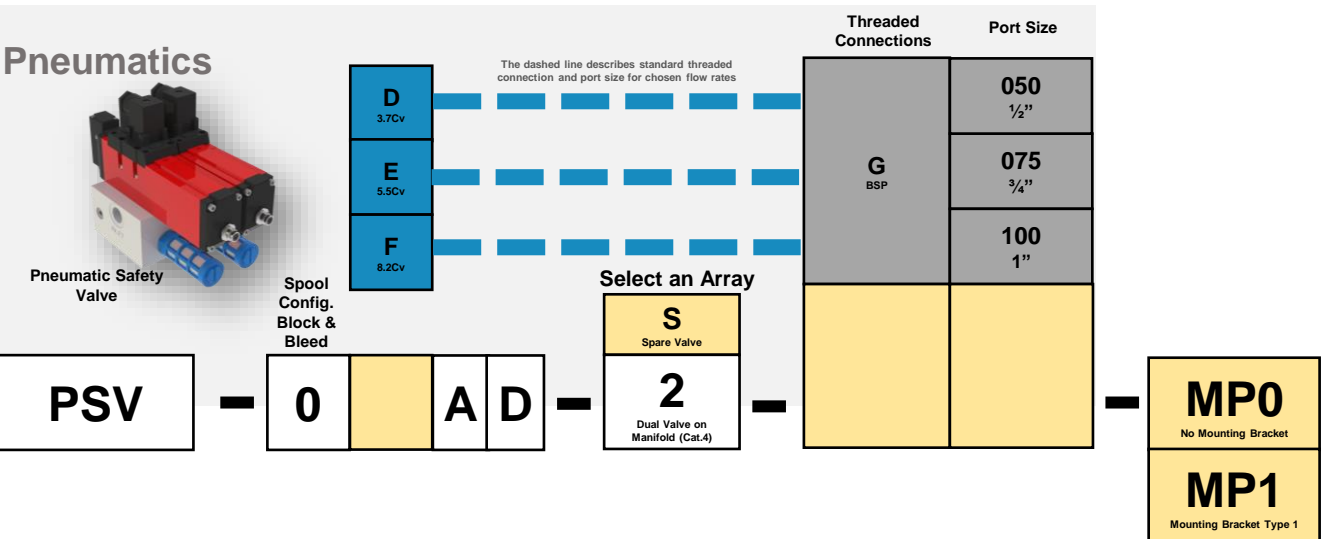 Pneumatics
Pneumatic Safety
Valve
The dashed line describes standard threaded
connection and port size for chosen flow rates
Threaded
Connections
Port Size
D
3.7Cv
E
5.5Cv
F
8.2Cv
G
BSP
050
½”
075
¾”
100
1”
Spool
Config.
Block &
Bleed
Select an Array
S
Spare Valve
PSV
0
A
D
2
Dual Valve on
Manifold (Cat.4)
MP0
No Mounting Bracket
MP1
Mounting Bracket Type 1